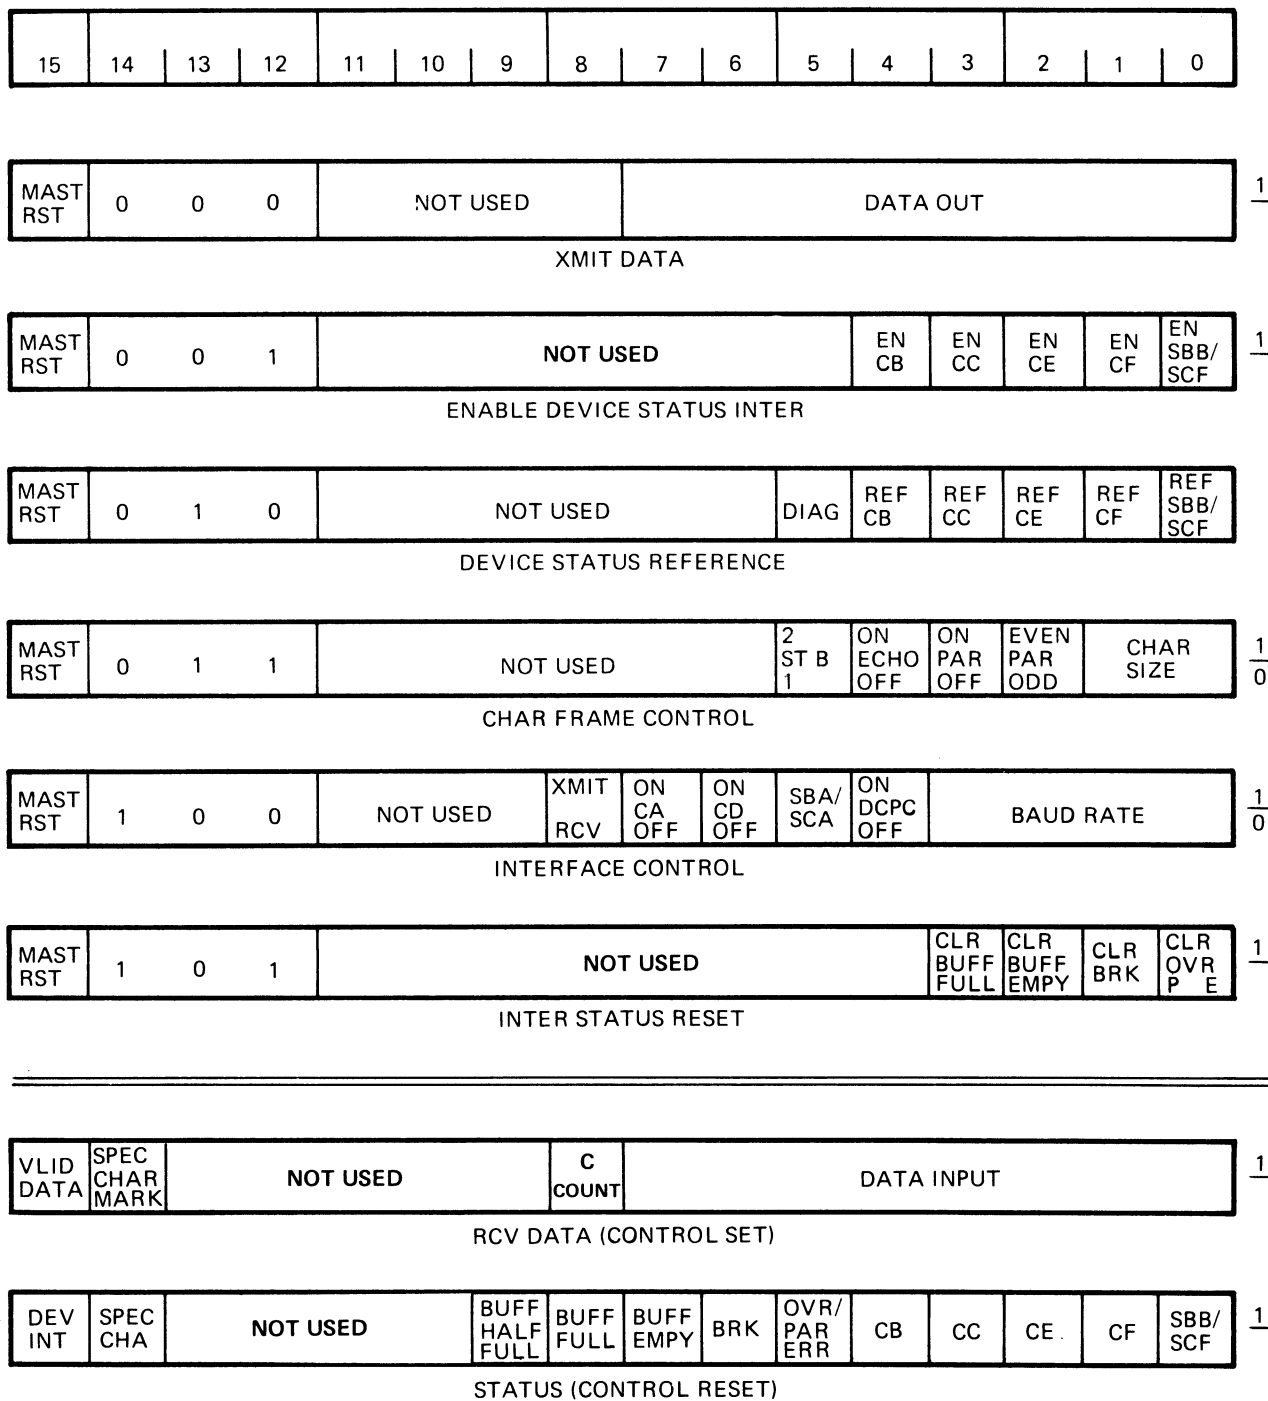 15 14 13 12 11 10 9 8 7 6 5 4 3 2 1 0
MAST RST 0 0 0 NOT USED DATA OUT 1
XMIT DATA
MAST RST 0 0 1 NOT USED EN CB EN CC EN CE EN CF EN SBB/ SCF 1
ENABLE DEVICE STATUS INTER
MAST RST 0 1 0 NOT USED DIAG REF CB REF CC REF CE REF CF REF SBB/ SCF
DEVICE STATUS REFERENCE
MAST RST 0 1 1 NOT USED 2 ST B 1 ON ECHO OFF ON PAR OFF EVEN PAR ODD CHAR SIZE 1 0
CHAR FRAME CONTROL
MAST RST 1 0 0 NOT USED XMIT RCV ON CA OFF ON CD OFF SBA/ SCA ON DCPC OFF BAUD RATE 1 0
INTERFACE CONTROL
MAST RST 1 0 1 NOT USED CLR BUFF FULL CLR BUFF EMPY CLR BRK CLR OVR P E 1
INTER STATUS RESET
VLID DATA SPEC CHAR MARK NOT USED C COUNT DATA INPUT 1
RCV DATA (CONTROL SET)
DEV INT SPEC CHA NOT USED BUFF HALF FULL BUFF FULL BUFF EMPY BRK OVR/ PAR ERR CB CC CE CF SBB/ SCF 1
STATUS (CONTROL RESET)